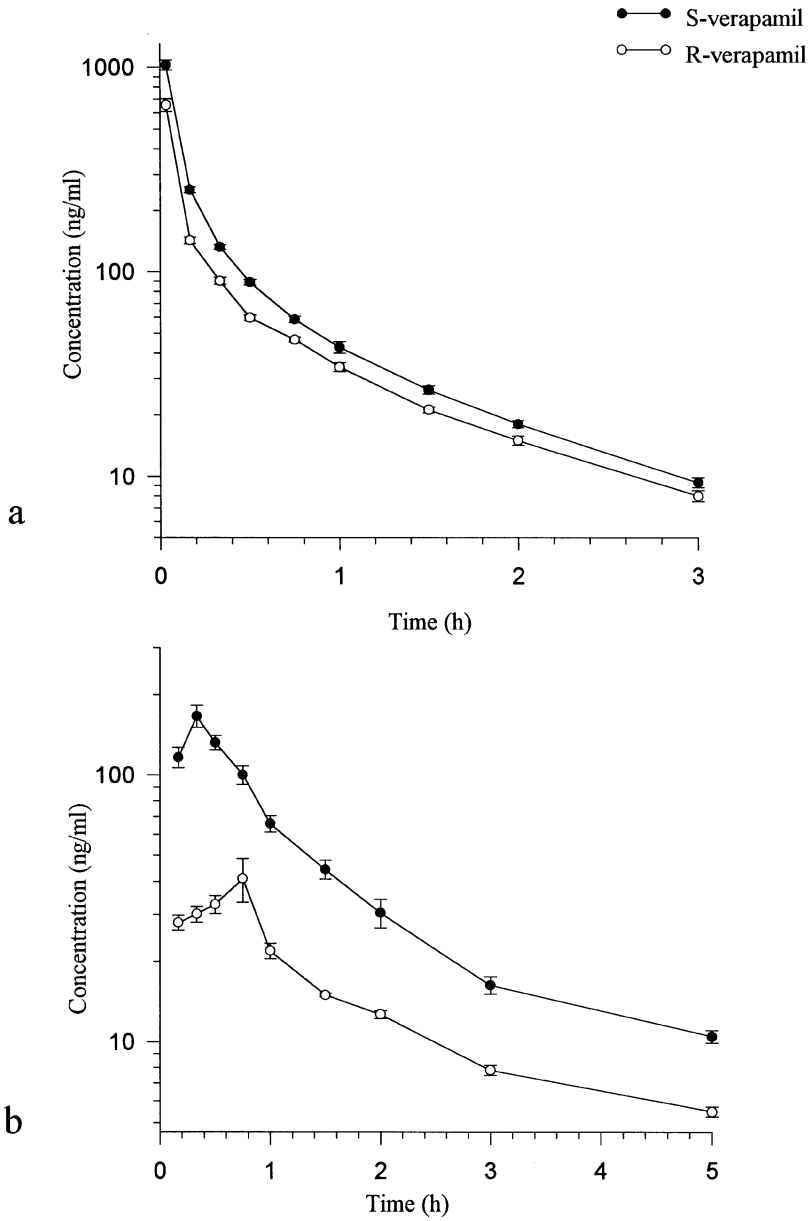 S-verapamil
R-verapamil
1000
100
10
Concentration (ng/ml)
a
0 1 2 3
Time (h)
100
10
Concentration (ng/ml)
b
0 1 2 3 4 5
Time (h)